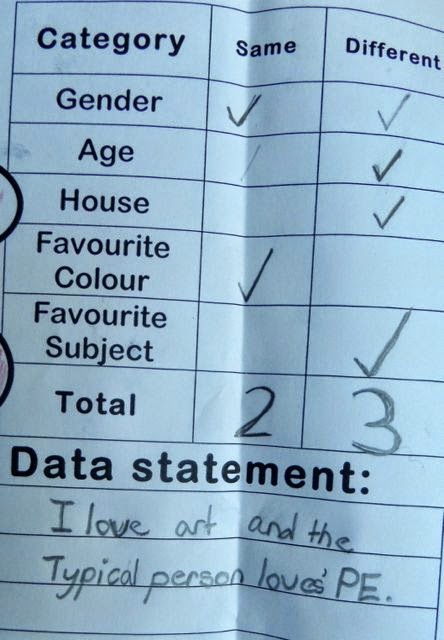 Category Same Different
Gender ✓ ✓
Age ✓
House ✓
Favourite
Colour ✓
Favourite
Subject ✓
Total 2 3
Data statement:
I love art and the
Typical person loves PE.